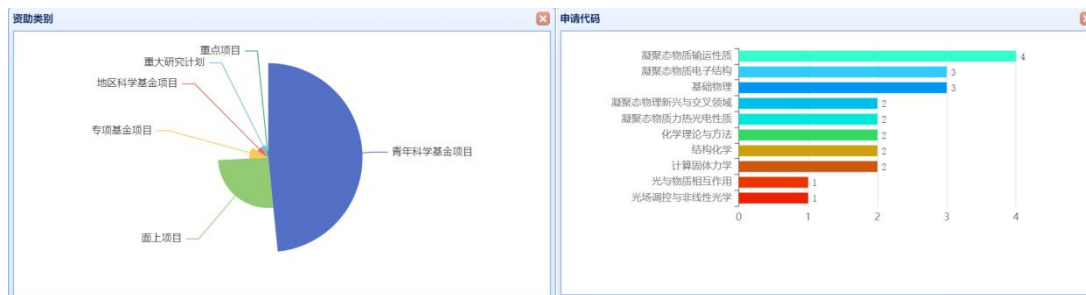 资助类别
重点项目
重大研究计划
地区科学基金项目
专项基金项目
青年科学基金项目
面上项目
申请代码
凝聚态物质输运性质 4
凝聚态物质电子结构 3
基础物理 3
凝聚态物理新兴与交叉领域 2
凝聚态物质力热光电性质 2
化学理论与方法 2
结构化学 2
计算固体力学 2
光与物质相互作用 1
光场调控与非线性光学 1
0 1 2 3 4